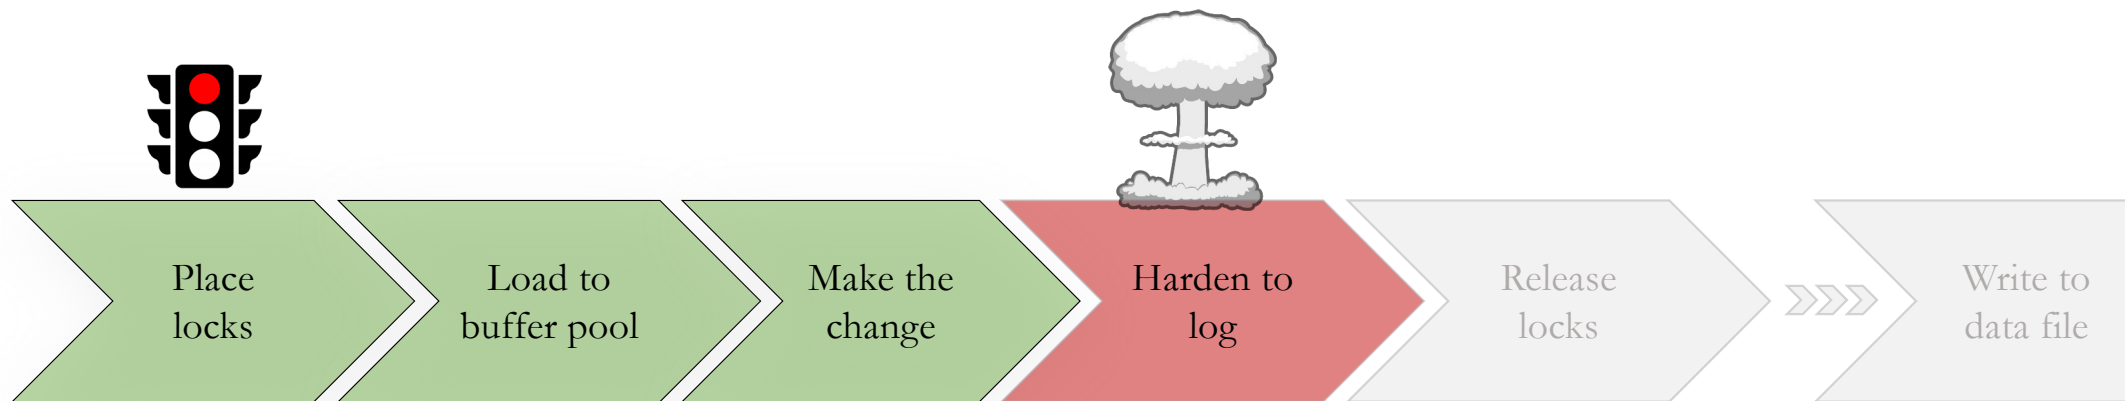 Place
locks
Load to
buffer pool
Make the
change
Harden to
log
Release
locks
Write to
data file